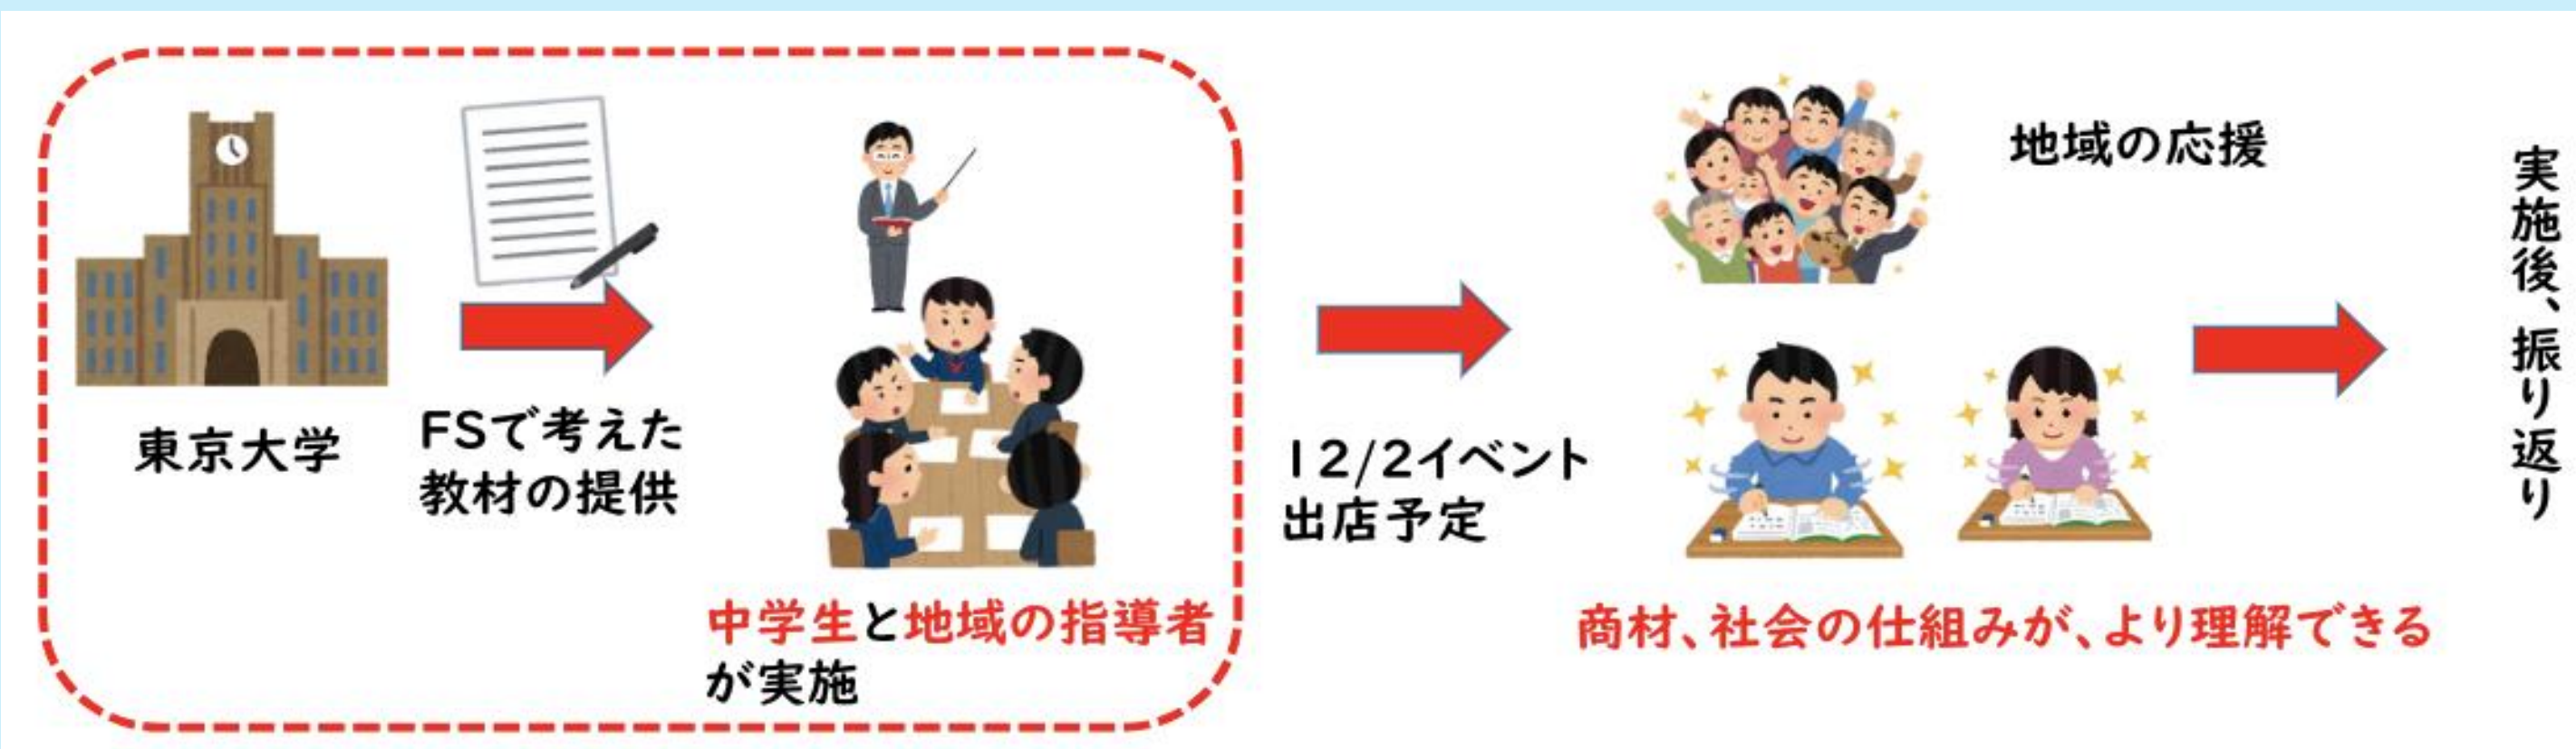 東京大学
FSで考えた
教材の提供
中学生と地域の指導者
が実施
12/2イベント
出店予定
地域の応援
商材、社会の仕組みが、より理解できる
実施後、振り返り